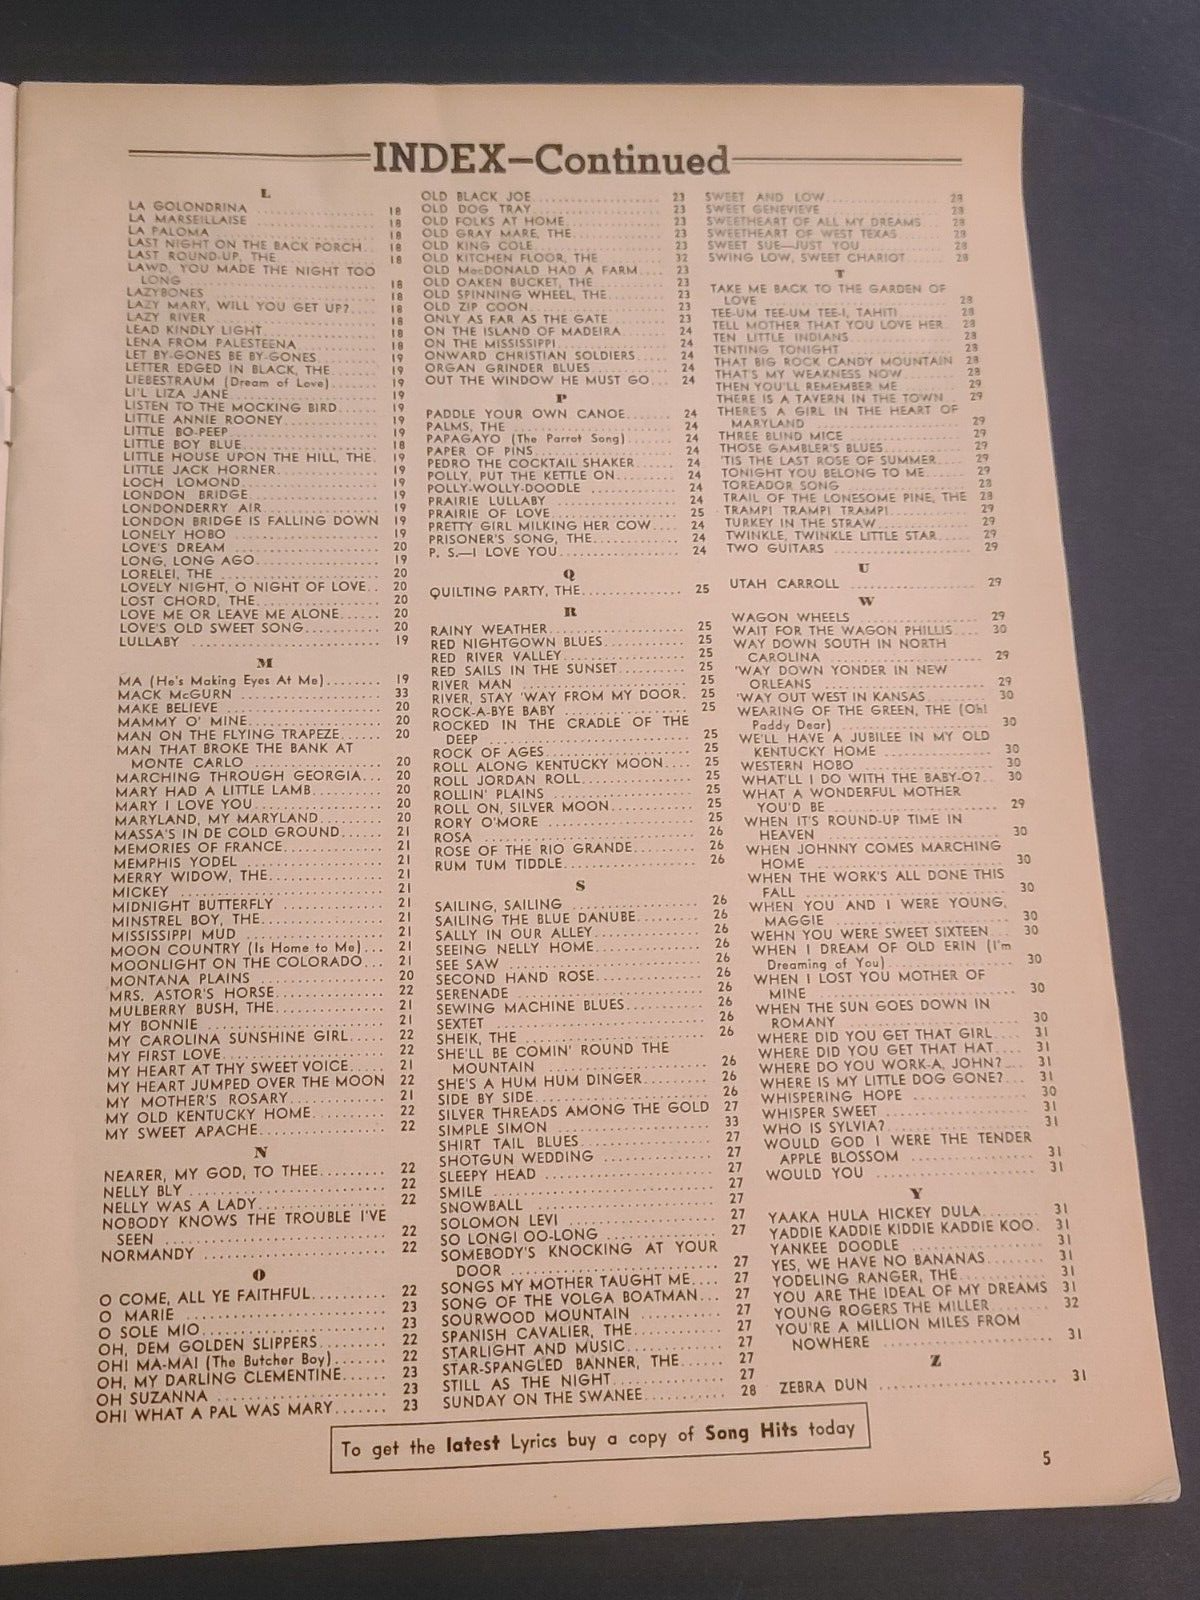 INDEX—Continued
L
LA GOLONDRINA 18
LA MARSEILLAISE 18
LA PALOMA 18
LAST NIGHT ON THE BACK PORCH 18
LAST ROUND-UP, THE 18
LAWD, YOU MADE THE NIGHT TOO
LONG 18
LAZYBONES 18
LAZY MARY, WILL YOU GET UP? 18
LAZY RIVER 18
LEAD KINDLY LIGHT 18
LENA FROM PALESTEENA 18
LET BY-GONES BE BY-GONES 19
LETTER EDGED IN BLACK, THE 19
LIEBESTRAUM (Dream of Love) 19
LI'L LIZA JANE 19
LISTEN TO THE MOCKING BIRD 19
LITTLE ANNIE ROONEY 19
LITTLE BO-PEEP 19
LITTLE BOY BLUE 18
LITTLE HOUSE UPON THE HILL, THE 19
LITTLE JACK HORNER 19
LOCH LOMOND 19
LONDON BRIDGE 19
LONDONDERRY AIR 19
LONDON BRIDGE IS FALLING DOWN 19
LONELY HOBO 19
LOVE'S DREAM 20
LONG, LONG AGO 19
LORELEI, THE 20
LOVELY NIGHT, O NIGHT OF LOVE 20
LOST CHORD, THE 20
LOVE ME OR LEAVE ME ALONE 20
LOVE'S OLD SWEET SONG 20
LULLABY 19
M
MA (He's Making Eyes At Me) 19
MACK McGURN 33
MAKE BELIEVE 20
MAMMY O' MINE 20
MAN ON THE FLYING TRAPEZE 20
MAN THAT BROKE THE BANK AT
MONTE CARLO 20
MARCHING THROUGH GEORGIA 20
MARY HAD A LITTLE LAMB 20
MARY I LOVE YOU 20
MARYLAND, MY MARYLAND 20
MASSA'S IN DE COLD GROUND 21
MEMORIES OF FRANCE 21
MEMPHIS YODEL 21
MERRY WIDOW, THE 21
MICKEY 21
MIDNIGHT BUTTERFLY 21
MINSTREL BOY, THE 21
MISSISSIPPI MUD 21
MOON COUNTRY (Is Home to Me) 21
MOONLIGHT ON THE COLORADO 21
MONTANA PLAINS 20
MRS. ASTOR'S HORSE 22
MULBERRY BUSH, THE 21
MY BONNIE 21
MY CAROLINA SUNSHINE GIRL 22
MY FIRST LOVE 22
MY HEART AT THY SWEET VOICE 21
MY HEART JUMPED OVER THE MOON 22
MY MOTHER'S ROSARY 21
MY OLD KENTUCKY HOME 22
MY SWEET APACHE 22
N
NEARER, MY GOD, TO THEE 22
NELLY BLY 22
NELLY WAS A LADY 22
NOBODY KNOWS THE TROUBLE I'VE
SEEN 22
NORMANDY 22
O
O COME, ALL YE FAITHFUL 22
O MARIE 23
O SOLE MIO 23
OH, DEM GOLDEN SLIPPERS 22
OH! MA-MAI (The Butcher Boy) 22
OH, MY DARLING CLEMENTINE 23
OH SUZANNA 23
OH! WHAT A PAL WAS MARY 23
OLD BLACK JOE 23
OLD DOG TRAY 23
OLD FOLKS AT HOME 23
OLD GRAY MARE, THE 23
OLD KING COLE 23
OLD KITCHEN FLOOR, THE 32
OLD MacDONALD HAD A FARM 23
OLD OAKEN BUCKET, THE 23
OLD SPINNING WHEEL, THE 23
OLD ZIP COON 23
ONLY AS FAR AS THE GATE 23
ON THE ISLAND OF MADEIRA 24
ON THE MISSISSIPPI 24
ONWARD CHRISTIAN SOLDIERS 24
ORGAN GRINDER BLUES 24
OUT THE WINDOW HE MUST GO 24
P
PADDLE YOUR OWN CANOE 24
PALMS, THE 24
PAPAGAYO (The Parrot Song) 24
PAPER OF PINS 24
PEDRO THE COCKTAIL SHAKER 24
POLLY, PUT THE KETTLE ON 24
POLLY-WOLLY-DOODLE 24
PRAIRIE LULLABY 24
PRAIRIE OF LOVE 25
PRETTY GIRL MILKING HER COW 24
PRISONER'S SONG, THE 24
P. S.—I LOVE YOU 24
Q
QUILTING PARTY, THE 25
R
RAINY WEATHER 25
RED NIGHTGOWN BLUES 25
RED RIVER VALLEY 25
RED SAILS IN THE SUNSET 25
RIVER MAN 25
RIVER, STAY 'WAY FROM MY DOOR 25
ROCK-A-BYE BABY 25
ROCKED IN THE CRADLE OF THE
DEEP 25
ROCK OF AGES 25
ROLL ALONG KENTUCKY MOON 25
ROLL JORDAN ROLL 25
ROLLIN' PLAINS 25
ROLL ON, SILVER MOON 25
RORY O'MORE 25
ROSA 26
ROSE OF THE RIO GRANDE 26
RUM TUM TIDDLE 26
S
SAILING, SAILING 26
SAILING THE BLUE DANUBE 26
SALLY IN OUR ALLEY 26
SEEING NELLY HOME 26
SEE SAW 26
SECOND HAND ROSE 26
SERENADE 26
SEWING MACHINE BLUES 26
SEXTET 26
SHEIK, THE 26
SHE'LL BE COMIN' ROUND THE
MOUNTAIN 26
SHE'S A HUM HUM DINGER 26
SIDE BY SIDE 26
SILVER THREADS AMONG THE GOLD 27
SIMPLE SIMON 33
SHIRT TAIL BLUES 27
SHOTGUN WEDDING 27
SLEEPY HEAD 27
SMILE 27
SNOWBALL 27
SOLOMON LEVI 27
SO LONG! OO-LONG 27
SOMEBODY'S KNOCKING AT YOUR
DOOR 27
SONGS MY MOTHER TAUGHT ME 27
SONG OF THE VOLGA BOATMAN 27
SOURWOOD MOUNTAIN 27
SPANISH CAVALIER, THE 27
STARLIGHT AND MUSIC 27
STAR-SPANGLED BANNER, THE 27
STILL AS THE NIGHT 27
SUNDAY ON THE SWANEE 28
SWEET AND LOW 28
SWEET GENEVIEVE 28
SWEETHEART OF ALL MY DREAMS 28
SWEETHEART OF WEST TEXAS 28
SWEET SUE—JUST YOU 28
SWING LOW, SWEET CHARIOT 28
T
TAKE ME BACK TO THE GARDEN OF
LOVE 28
TEE-UM TEE-UM TEE-I, TAHITI 28
TELL MOTHER THAT YOU LOVE HER 28
TEN LITTLE INDIANS 28
TENTING TONIGHT 28
THAT BIG ROCK CANDY MOUNTAIN 28
THAT'S MY WEAKNESS NOW 28
THEN YOU'LL REMEMBER ME 29
THERE IS A TAVERN IN THE TOWN 29
THERE'S A GIRL IN THE HEART OF
MARYLAND 29
THREE BLIND MICE 29
THOSE GAMBLER'S BLUES 29
'TIS THE LAST ROSE OF SUMMER 29
TONIGHT YOU BELONG TO ME 29
TOREADOR SONG 28
TRAIL OF THE LONESOME PINE, THE 28
TRAMP! TRAMP! TRAMP! 29
TURKEY IN THE STRAW 29
TWINKLE, TWINKLE LITTLE STAR 29
TWO GUITARS 29
U
UTAH CARROLL 29
W
WAGON WHEELS 29
WAIT FOR THE WAGON PHILLIS 30
WAY DOWN SOUTH IN NORTH
CAROLINA 29
'WAY DOWN YONDER IN NEW
ORLEANS 29
'WAY OUT WEST IN KANSAS 30
WEARING OF THE GREEN, THE (Oh!
Paddy Dear) 30
WE'LL HAVE A JUBILEE IN MY OLD
KENTUCKY HOME 30
WESTERN HOBO 30
WHAT'LL I DO WITH THE BABY-O? 30
WHAT A WONDERFUL MOTHER
YOU'D BE 29
WHEN IT'S ROUND-UP TIME IN
HEAVEN 30
WHEN JOHNNY COMES MARCHING
HOME 30
WHEN THE WORK'S ALL DONE THIS
FALL 30
WHEN YOU AND I WERE YOUNG,
MAGGIE 30
WEHN YOU WERE SWEET SIXTEEN 30
WHEN I DREAM OF OLD ERIN (I'm
Dreaming of You) 30
WHEN I LOST YOU MOTHER OF
MINE 30
WHEN THE SUN GOES DOWN IN
ROMANY 30
WHERE DID YOU GET THAT GIRL 31
WHERE DID YOU GET THAT HAT 31
WHERE DO YOU WORK-A, JOHN? 31
WHERE IS MY LITTLE DOG GONE? 31
WHISPERING HOPE 30
WHISPER SWEET 31
WHO IS SYLVIA? 31
WOULD GOD I WERE THE TENDER
APPLE BLOSSOM 31
WOULD YOU 31
Y
YAAKA HULA HICKEY DULA 31
YADDIE KADDIE KIDDIE KADDIE KOO 31
YANKEE DOODLE 31
YES, WE HAVE NO BANANAS 31
YODELING RANGER, THE 31
YOU ARE THE IDEAL OF MY DREAMS 31
YOUNG ROGERS THE MILLER 32
YOU'RE A MILLION MILES FROM
NOWHERE 31
Z
ZEBRA DUN 31
To get the latest Lyrics buy a copy of Song Hits today
5